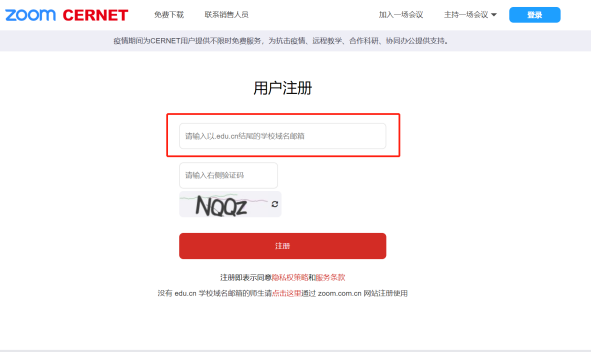 zoom CERNET 免费下载 联系销售人员 加入一场会议 主持一场会议 登录
疫情期间为CERNET用户提供不限时免费服务，为抗击疫情、远程教学、合作科研、协同办公提供支持。
用户注册
请输入以.edu.cn结尾的学校域名邮箱
请输入右侧验证码
NQQz
注册
注册即表示同意隐私权策略和服务条款
没有 edu.cn 学校域名邮箱的师生请点击这里通过 zoom.com.cn 网站注册使用